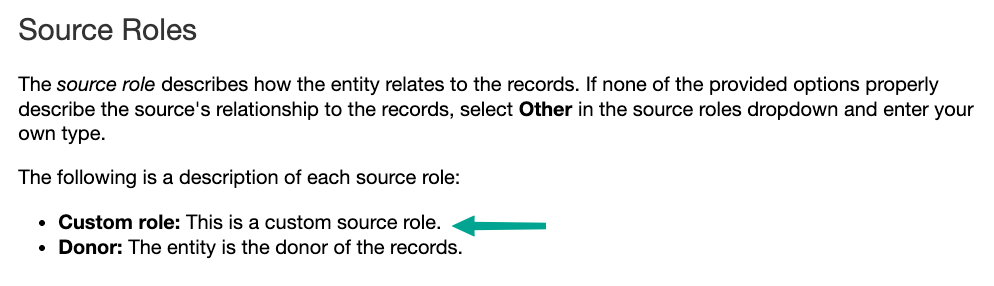 Source Roles
The source role describes how the entity relates to the records. If none of the provided options properly
describe the source's relationship to the records, select Other in the source roles dropdown and enter your
own type.
The following is a description of each source role:
• Custom role: This is a custom source role.
• Donor: The entity is the donor of the records.